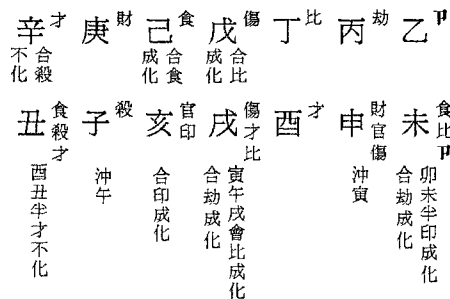 乙卩
丙劫
丁比
戊傷
合比
成化
己食
合食
成化
庚財
辛才
合殺
不化
未食比卩
卯未半印成化
合劫成化
申財官傷
沖寅
酉才
戌傷才比
寅午戌會比成化
合劫成化
亥官印
合印成化
子殺
沖午
丑食殺才
酉丑半才不化